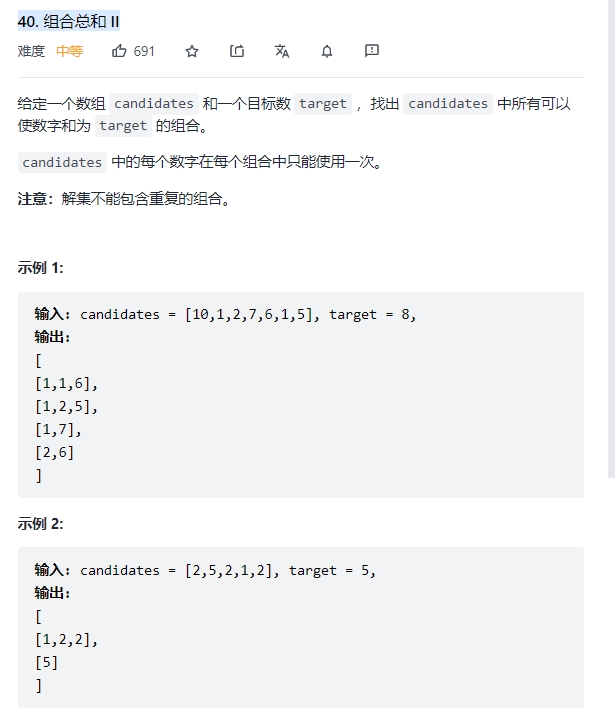 40. 组合总和 II
难度 中等 691
给定一个数组 candidates 和一个目标数 target ，找出 candidates 中所有可以
使数字和为 target 的组合。
candidates 中的每个数字在每个组合中只能使用一次。
注意：解集不能包含重复的组合。
示例 1:
输入: candidates = [10,1,2,7,6,1,5], target = 8,
输出:
[
[1,1,6],
[1,2,5],
[1,7],
[2,6]
]
示例 2:
输入: candidates = [2,5,2,1,2], target = 5,
输出:
[
[1,2,2],
[5]
]